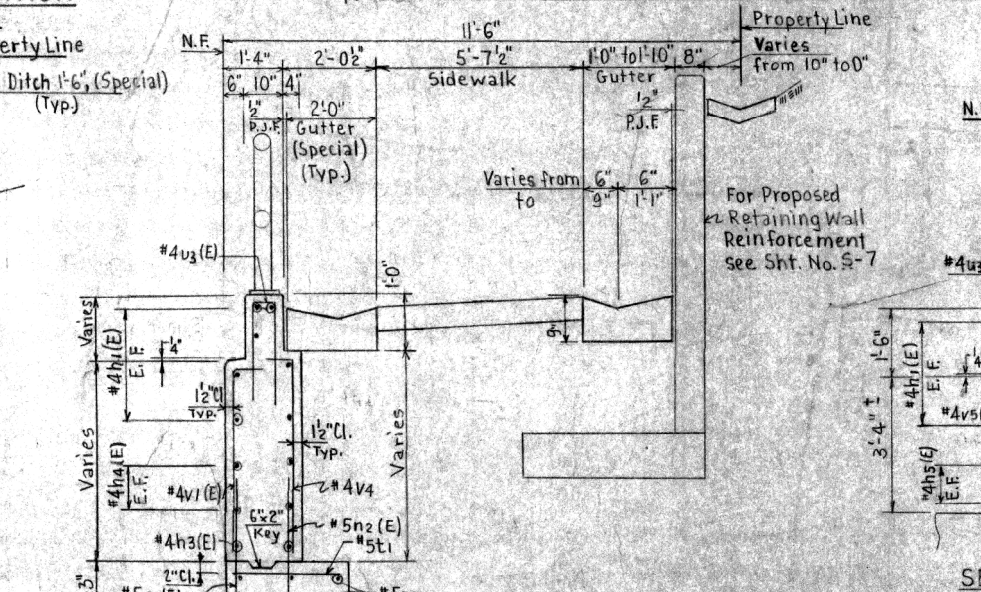 erty Line
Ditch 1'-6", (Special)
(Typ.)
N.F.
11'-6"
Property Line
Varies
from 10" to 0"
1'-4"
2'-0½"
5'-7½"
1'-0" to 1'-10"
8"
Sidewalk
Gutter
6"
10"
4"
½"
P.J.F.
2'-0"
Gutter
(Special)
(Typ.)
½"
P.J.F.
Varies from
to
6"
9"
6"
1'-1"
For Proposed
Retaining Wall
Reinforcement
see Sht. No. S-7
#4u3(E)
1'-0"
9"
Varies
#4h1(E)
E.F.
¼"
1½"Cl
Typ.
1½"Cl.
Typ.
Varies
Varies
#4h4(E)
E.F.
#4v1(E)
#4v4
6"x2"
Key
#5n2(E)
#5t1
#4h3(E)
2"Cl.
3"
N.
#4u3
1'-6"
#4h1(E)
E.F.
¼
#4v5(
3'-4" ±
#4h5(E)
E.F.